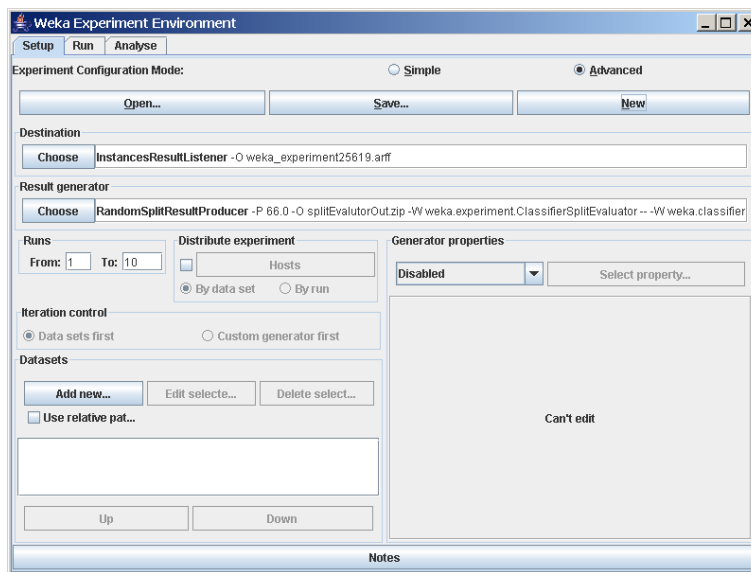 Weka Experiment Environment
Setup Run Analyse
Experiment Configuration Mode: Simple Advanced
Open... Save... New
Destination
Choose InstancesResultListener -O weka_experiment25619.arff
Result generator
Choose RandomSplitResultProducer -P 66.0 -O splitEvalutorOut.zip -W weka.experiment.ClassifierSplitEvaluator -- -W weka.classifier
Runs Distribute experiment Generator properties
From: 1 To: 10 Hosts Disabled Select property...
By data set By run
Iteration control
Data sets first Custom generator first
Datasets
Add new... Edit selecte... Delete select...
Use relative pat... Can't edit
Up Down
Notes